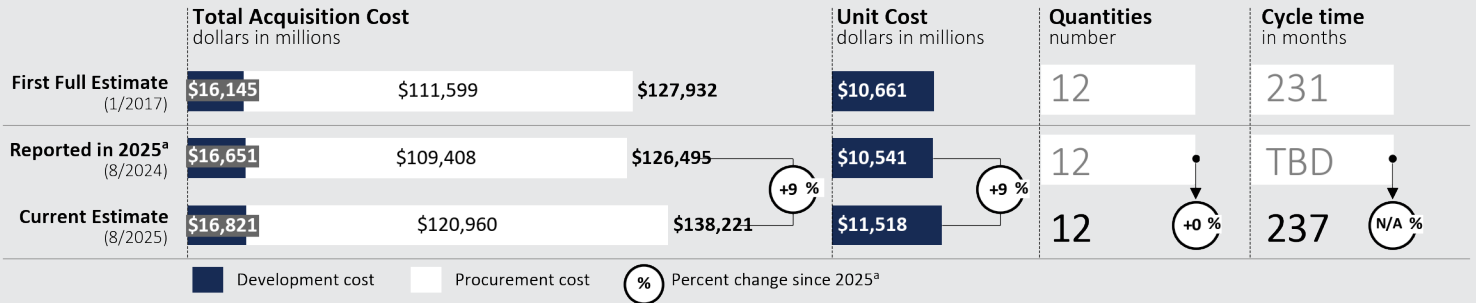 Total Acquisition Cost
dollars in millions
Unit Cost
dollars in millions
Quantities
number
Cycle time
in months
First Full Estimate
(1/2017)
$16,145 $111,599 $127,932 $10,661 12 231
Reported in 2025ᵃ
(8/2024)
$16,651 $109,408 $126,495 $10,541 12 TBD
+9 % +9 %
Current Estimate
(8/2025)
$16,821 $120,960 $138,221 $11,518 12 +0 % 237 N/A %
Development cost Procurement cost % Percent change since 2025ᵃ